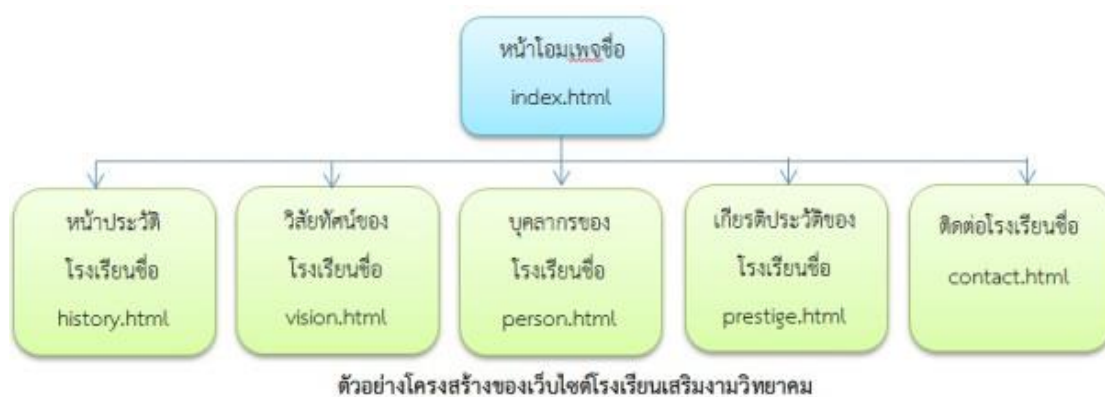 หน้าโอมเพจชื่อ
index.html
หน้าประวัติ
โรงเรียนชื่อ
history.html
วิสัยทัศน์ของ
โรงเรียนชื่อ
vision.html
บุคลากรของ
โรงเรียนชื่อ
person.html
เกียรติประวัติของ
โรงเรียนชื่อ
prestige.html
ติดต่อโรงเรียนชื่อ
contact.html
ตัวอย่างโครงสร้างของเว็บไซต์โรงเรียนเสริมงามวิทยาคม